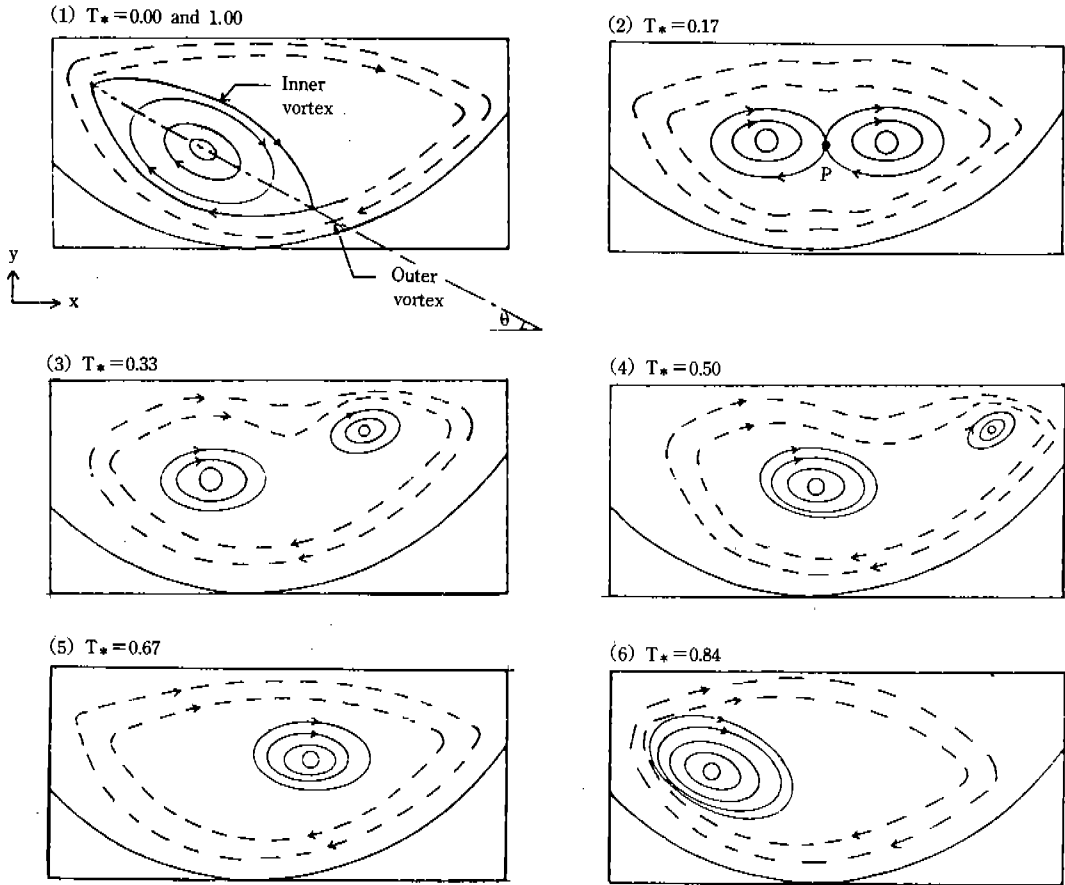 (1) T* =0.00 and 1.00
(2) T* =0.17
Inner
vortex
P
y
x
Outer
vortex
θ
(3) T* =0.33
(4) T* =0.50
(5) T* =0.67
(6) T* =0.84